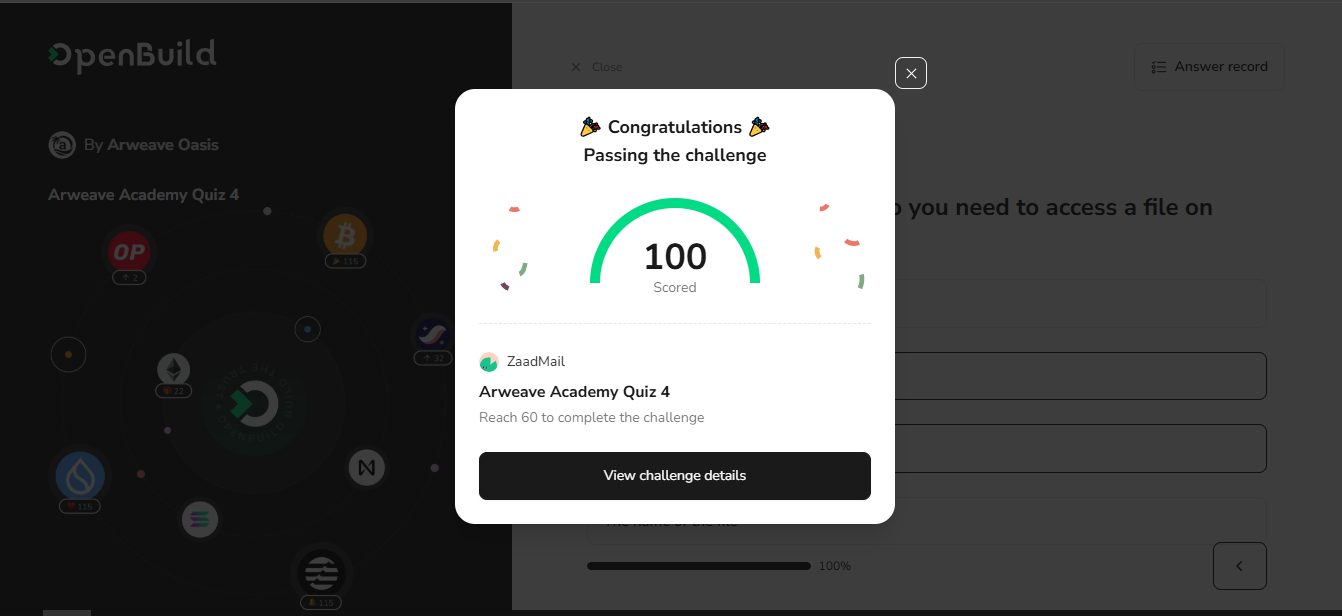 OpenBuild
Close
Answer record
By Arweave Oasis
Arweave Academy Quiz 4
you need to access a file on
🎉 Congratulations 🎉
Passing the challenge
100
Scored
ZaadMail
Arweave Academy Quiz 4
Reach 60 to complete the challenge
View challenge details
OP
2
115
32
22
115
115
The name of the file
100%